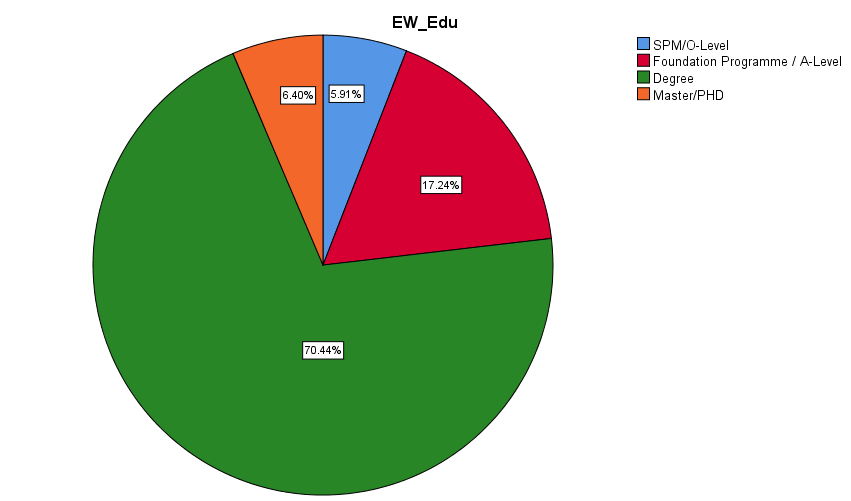 EW_Edu
SPM/O-Level
Foundation Programme / A-Level
Degree
Master/PHD
6.40%
5.91%
17.24%
70.44%